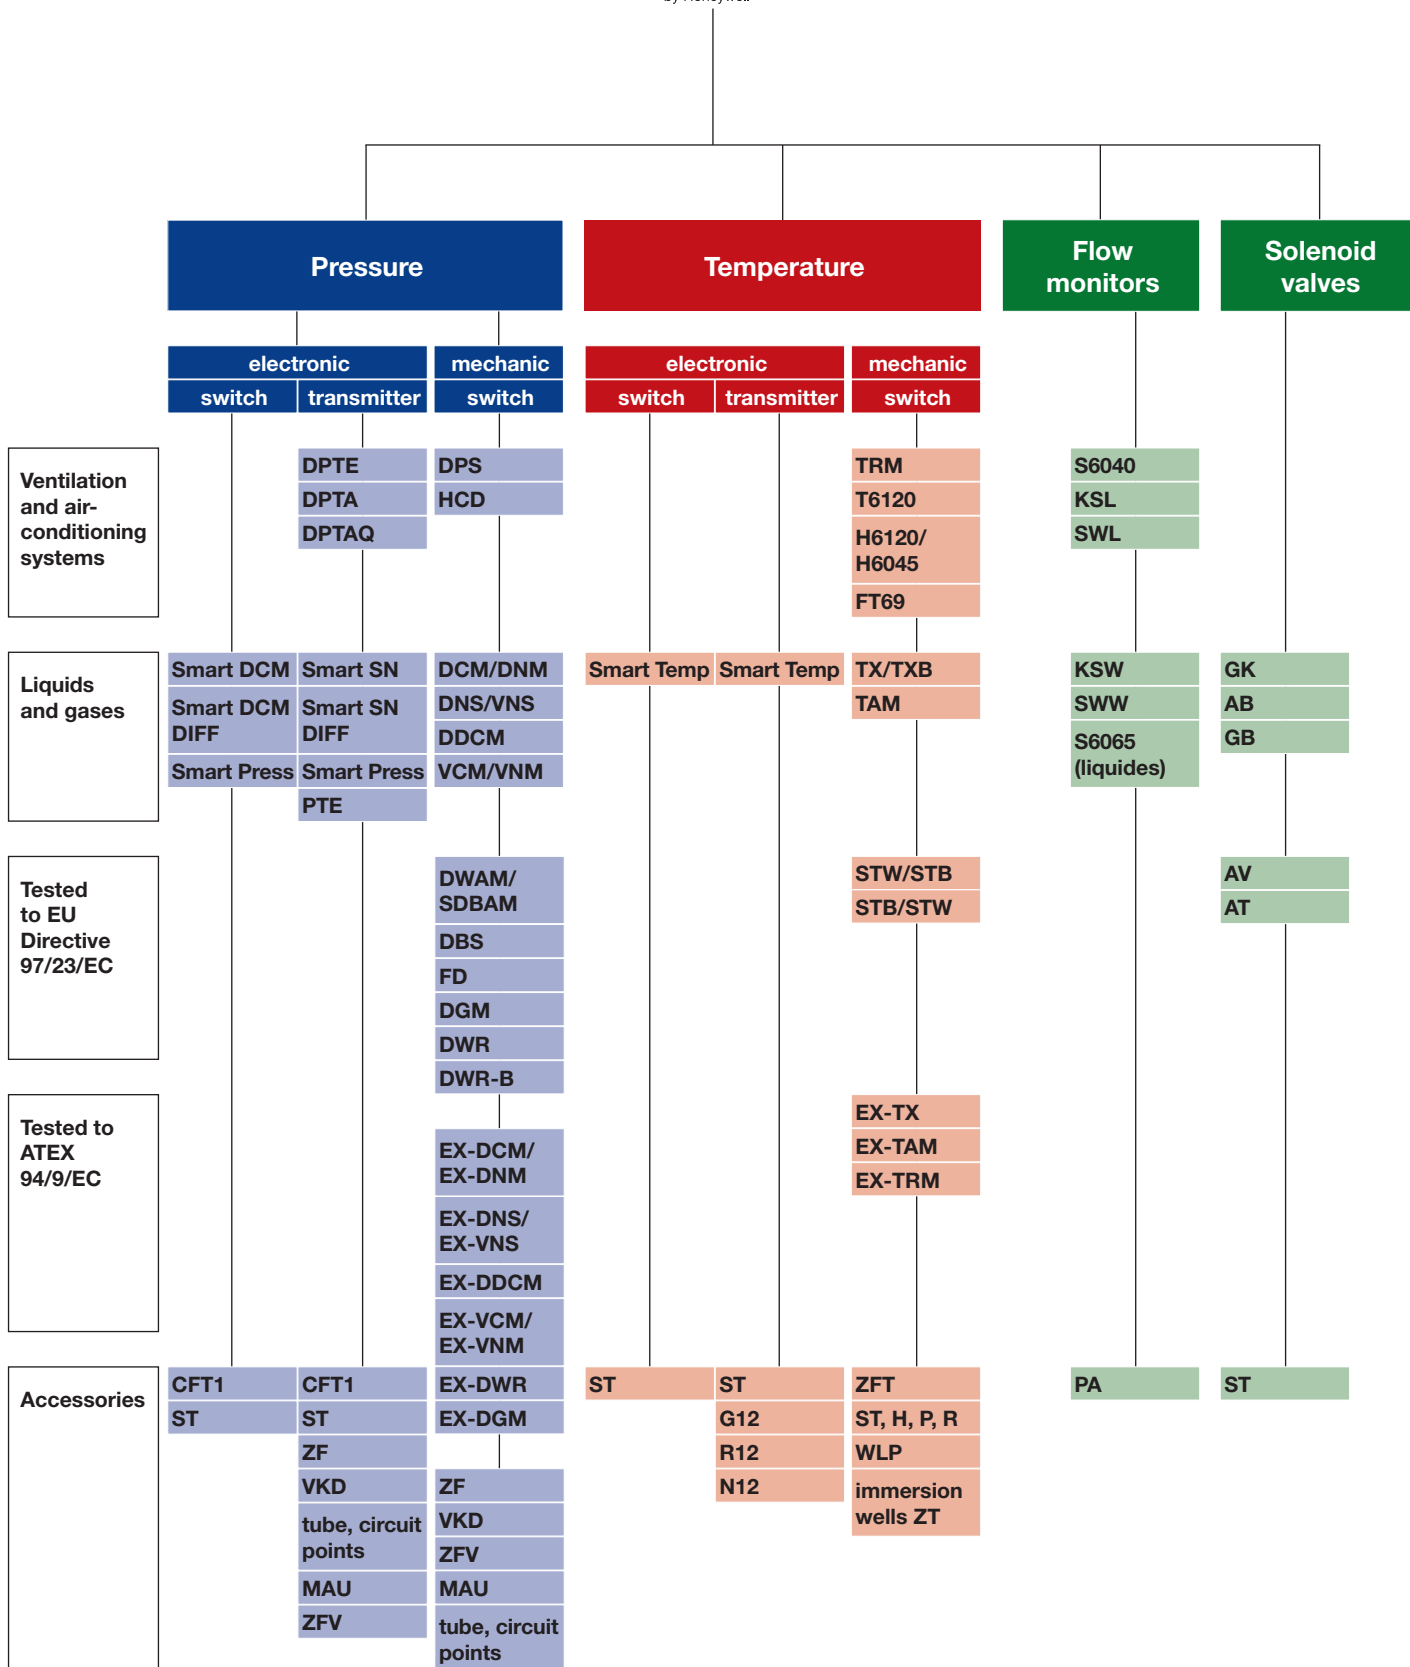 by Honeywell
Pressure
Temperature
Flow
monitors
Solenoid
valves
electronic
mechanic
electronic
mechanic
switch
transmitter
switch
switch
transmitter
switch
Ventilation
and air-
conditioning
systems
DPTE
DPTA
DPTAQ
DPS
HCD
TRM
T6120
H6120/
H6045
FT69
S6040
KSL
SWL
Liquids
and gases
Smart DCM
Smart DCM
DIFF
Smart Press
Smart SN
Smart SN
DIFF
Smart Press
PTE
DCM/DNM
DNS/VNS
DDCM
VCM/VNM
Smart Temp
Smart Temp
TX/TXB
TAM
KSW
SWW
S6065
(liquides)
GK
AB
GB
Tested
to EU
Directive
97/23/EC
DWAM/
SDBAM
DBS
FD
DGM
DWR
DWR-B
STW/STB
STB/STW
AV
AT
Tested to
ATEX
94/9/EC
EX-DCM/
EX-DNM
EX-DNS/
EX-VNS
EX-DDCM
EX-VCM/
EX-VNM
EX-DWR
EX-DGM
EX-TX
EX-TAM
EX-TRM
Accessories
CFT1
ST
CFT1
ST
ZF
VKD
tube, circuit
points
MAU
ZFV
ZF
VKD
ZFV
MAU
tube, circuit
points
ST
ST
G12
R12
N12
ZFT
ST, H, P, R
WLP
immersion
wells ZT
PA
ST